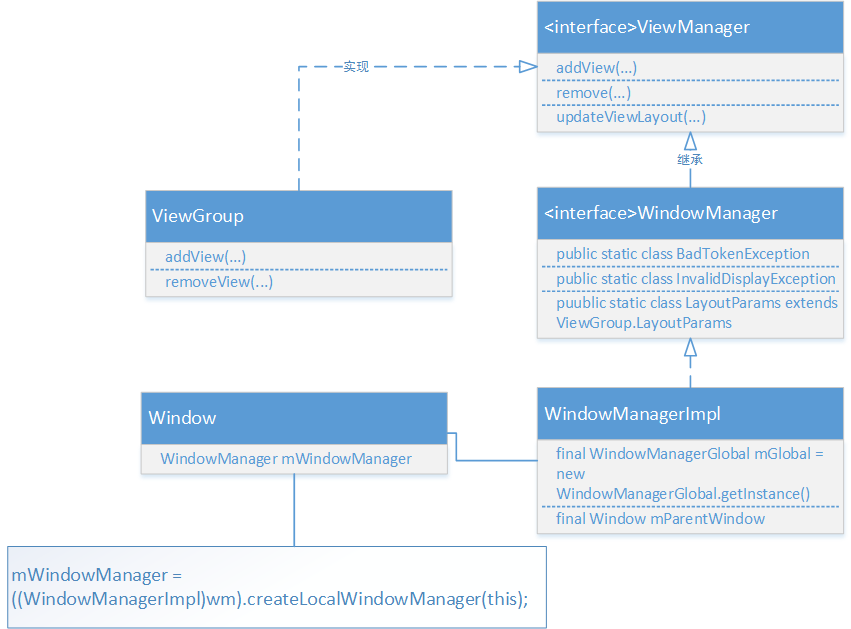 <interface>ViewManager
addView(...)
remove(...)
updateViewLayout(...)
实现
继承
ViewGroup
addView(...)
removeView(...)
<interface>WindowManager
public static class BadTokenException
public static class InvalidDisplayException
puublic static class LayoutParams extends
ViewGroup.LayoutParams
Window
WindowManager mWindowManager
WindowManagerImpl
final WindowManagerGlobal mGlobal =
new
WindowManagerGlobal.getInstance()
final Window mParentWindow
mWindowManager =
((WindowManagerImpl)wm).createLocalWindowManager(this);